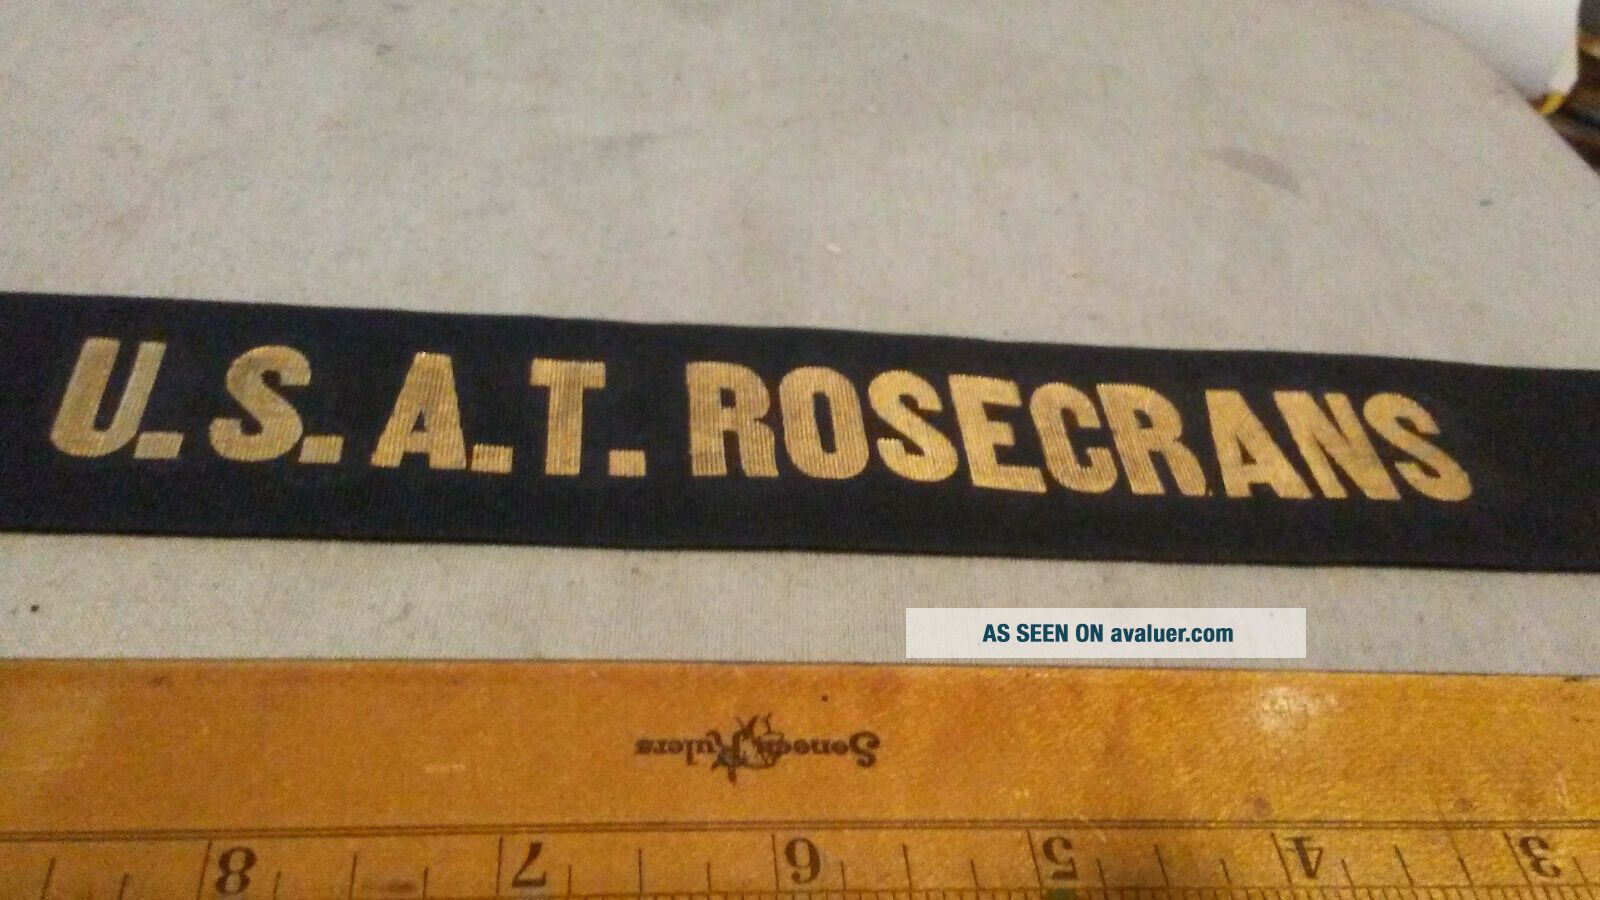 U.S.A.T. ROSECRANS
AS SEEN ON avaluer.com
Seneca Rulers
8 7 6 5 4 3